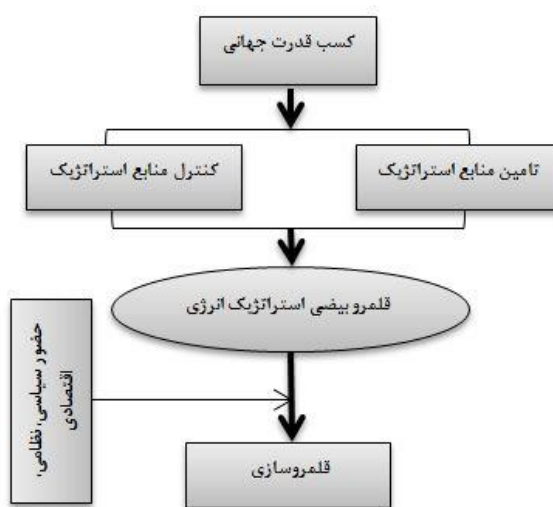 کسب قدرت جهانی
تامین منابع استراتژیک
کنترل منابع استراتژیک
قلمرو بیضی استراتژیک انرژی
حضور سیاسی، نظامی،
اقتصادی
قلمروسازی